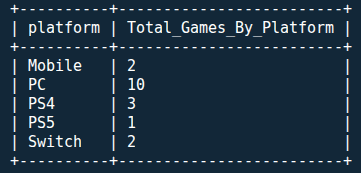 +----------+-------------------------+
| platform | Total_Games_By_Platform |
+----------+-------------------------+
| Mobile   | 2                       |
| PC       | 10                      |
| PS4      | 3                       |
| PS5      | 1                       |
| Switch   | 2                       |
+----------+-------------------------+